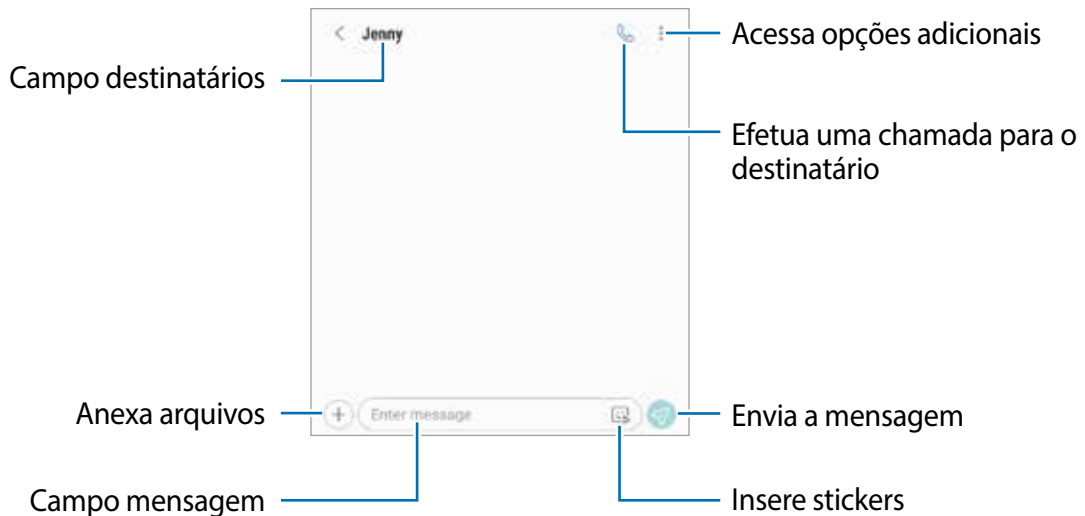 Jenny
Acessa opções adicionais
Campo destinatários
Efetua uma chamada para o
destinatário
Anexa arquivos
Enter message
Envia a mensagem
Campo mensagem
Insere stickers